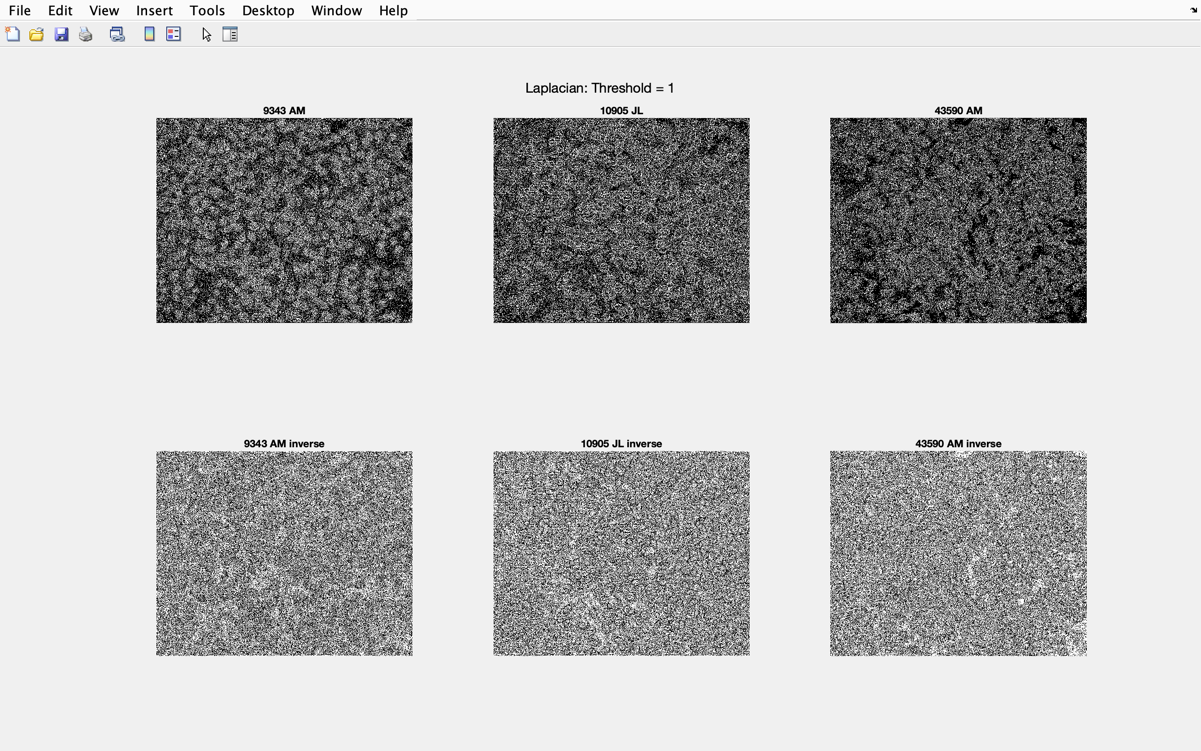 File Edit View Insert Tools Desktop Window Help
Laplacian: Threshold = 1
9343 AM 10905 JL 43590 AM
9343 AM inverse 10905 JL inverse 43590 AM inverse